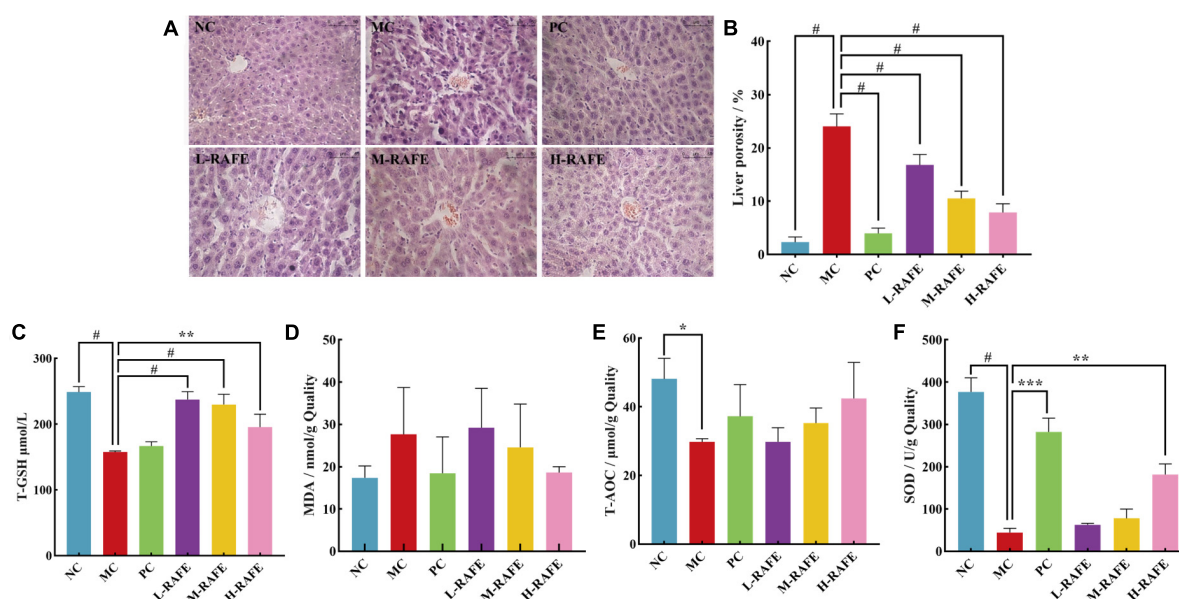 A
NC
MC
PC
L-RAFE
M-RAFE
H-RAFE
B
Liver porosity / %
40
30
20
10
0
#
#
#
#
#
NC
MC
PC
L-RAFE
M-RAFE
H-RAFE
C
T-GSH μmol/L
300
200
100
0
#
**
#
#
NC
MC
PC
L-RAFE
M-RAFE
H-RAFE
D
MDA / nmol/g Quality
50
40
30
20
10
0
NC
MC
PC
L-RAFE
M-RAFE
H-RAFE
E
T-AOC / μmol/g Quality
60
40
20
0
*
NC
MC
PC
L-RAFE
M-RAFE
H-RAFE
F
SOD / U/g Quality
500
400
300
200
100
0
#
**
***
NC
MC
PC
L-RAFE
M-RAFE
H-RAFE